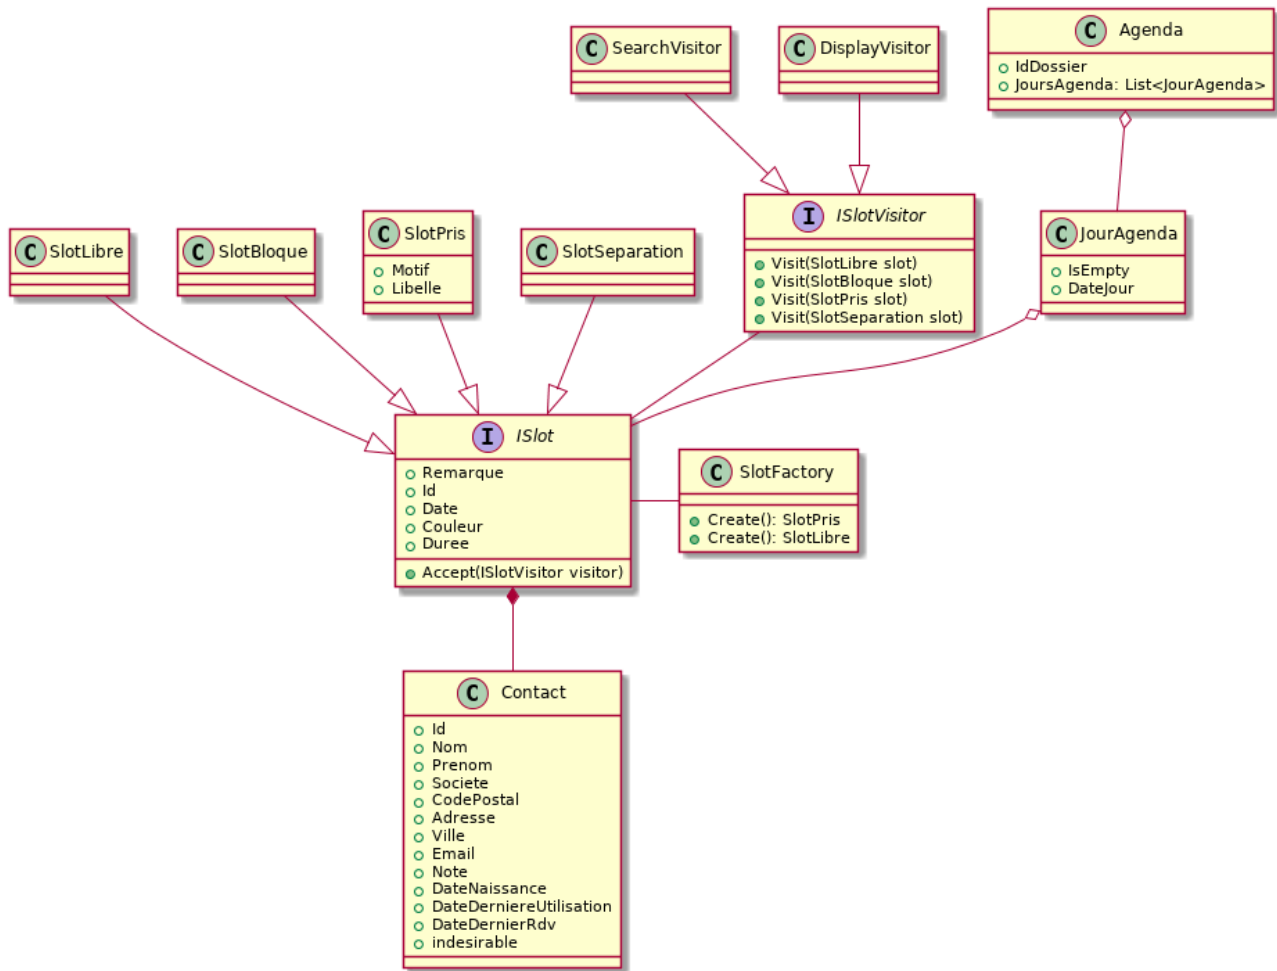 C SearchVisitor
C DisplayVisitor
C Agenda
IdDossier
JoursAgenda: List<JourAgenda>
C SlotLibre
C SlotBloque
C SlotPris
Motif
Libelle
C SlotSeparation
I ISlotVisitor
Visit(SlotLibre slot)
Visit(SlotBloque slot)
Visit(SlotPris slot)
Visit(SlotSeparation slot)
C JourAgenda
IsEmpty
DateJour
I ISlot
Remarque
Id
Date
Couleur
Duree
Accept(ISlotVisitor visitor)
C SlotFactory
Create(): SlotPris
Create(): SlotLibre
C Contact
Id
Nom
Prenom
Societe
CodePostal
Adresse
Ville
Email
Note
DateNaissance
DateDerniereUtilisation
DateDernierRdv
indesirable